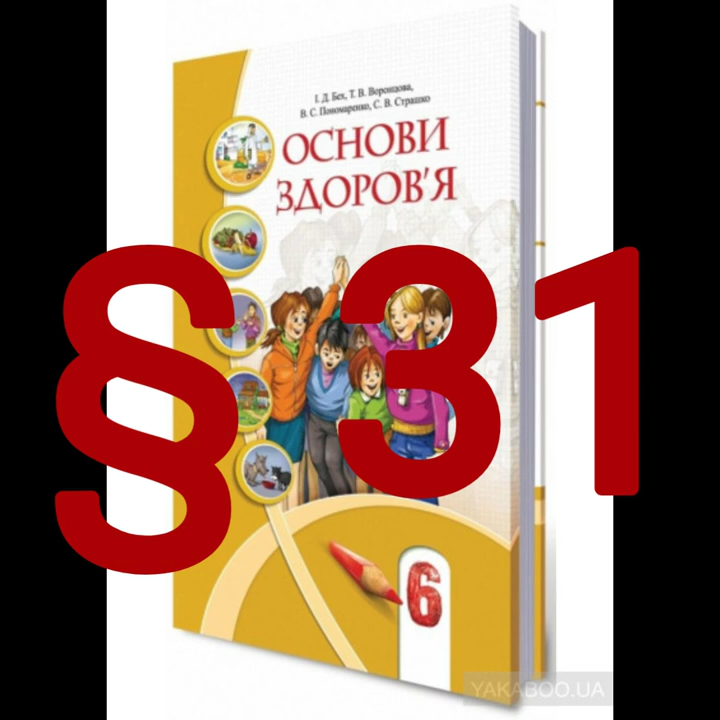 І. Д. Бех, Т. В. Воронцова,
В. С. Пономаренко, С. В. Страшко
ОСНОВИ
ЗДОРОВ'Я
§ 31
6
YAKABOO.UA